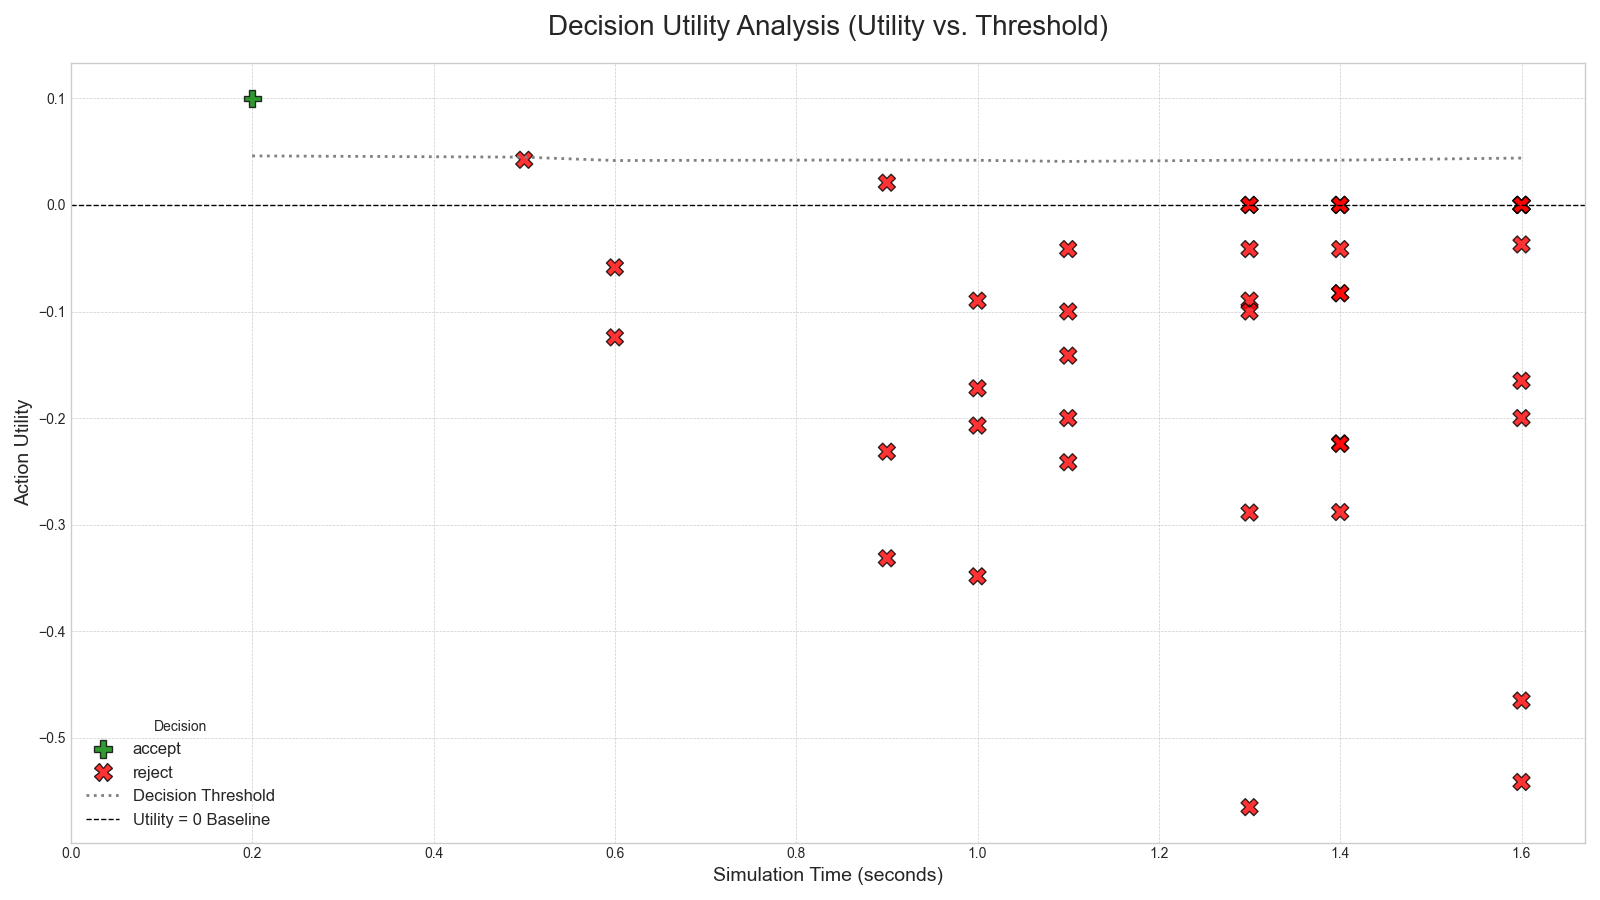 Decision Utility Analysis (Utility vs. Threshold)
Action Utility
0.1
0.0
−0.1
−0.2
−0.3
−0.4
−0.5
Decision
accept
reject
Decision Threshold
Utility = 0 Baseline
0.0 0.2 0.4 0.6 0.8 1.0 1.2 1.4 1.6
Simulation Time (seconds)